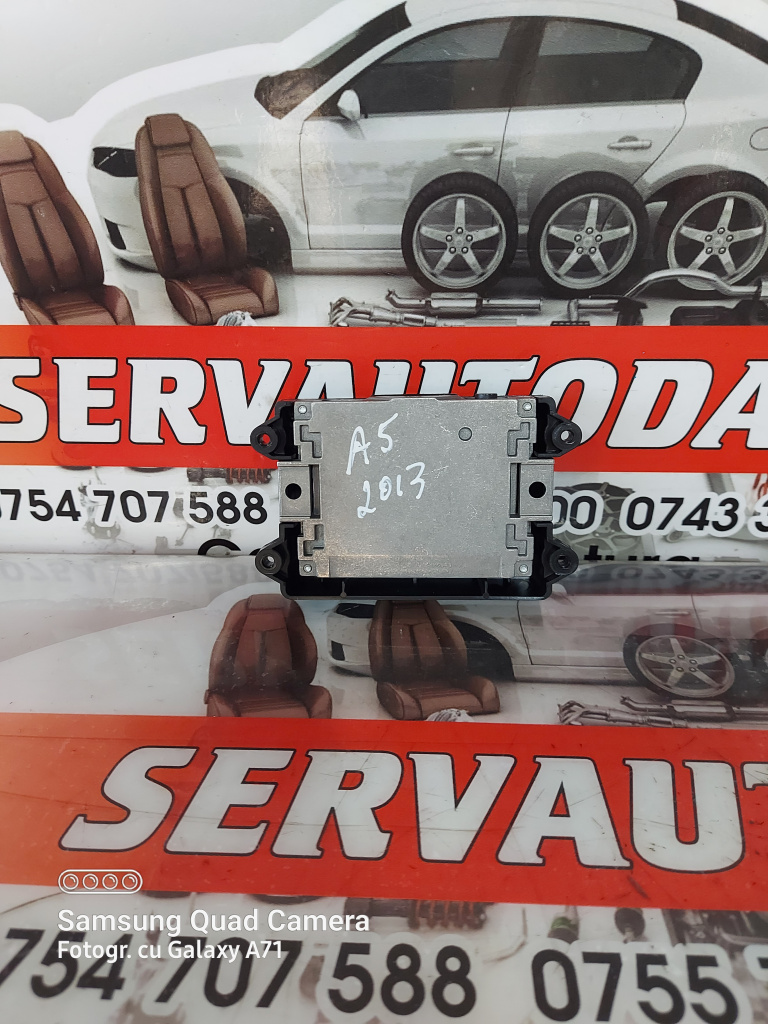 SERVAUTODA
754 707 588
00 0743 3
A5
2013
SERVAUT
754 707 588 0755
Samsung Quad Camera
Fotogr. cu Galaxy A71